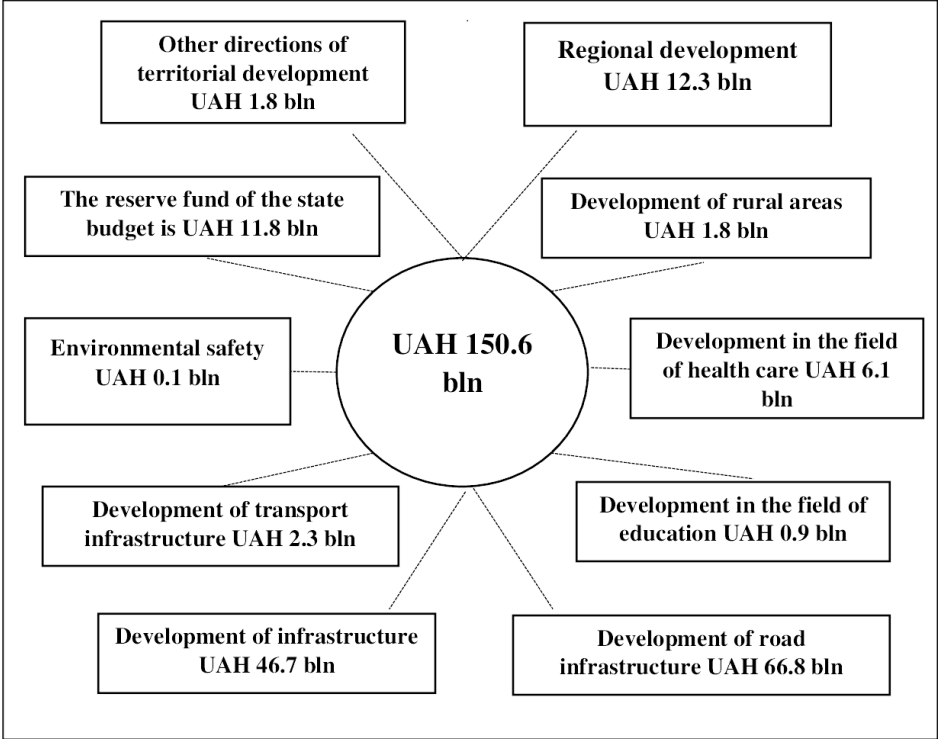 Other directions of
territorial development
UAH 1.8 bln
Regional development
UAH 12.3 bln
The reserve fund of the state
budget is UAH 11.8 bln
Development of rural areas
UAH 1.8 bln
Environmental safety
UAH 0.1 bln
UAH 150.6
bln
Development in the field
of health care UAH 6.1
bln
Development of transport
infrastructure UAH 2.3 bln
Development in the field of
education UAH 0.9 bln
Development of infrastructure
UAH 46.7 bln
Development of road
infrastructure UAH 66.8 bln